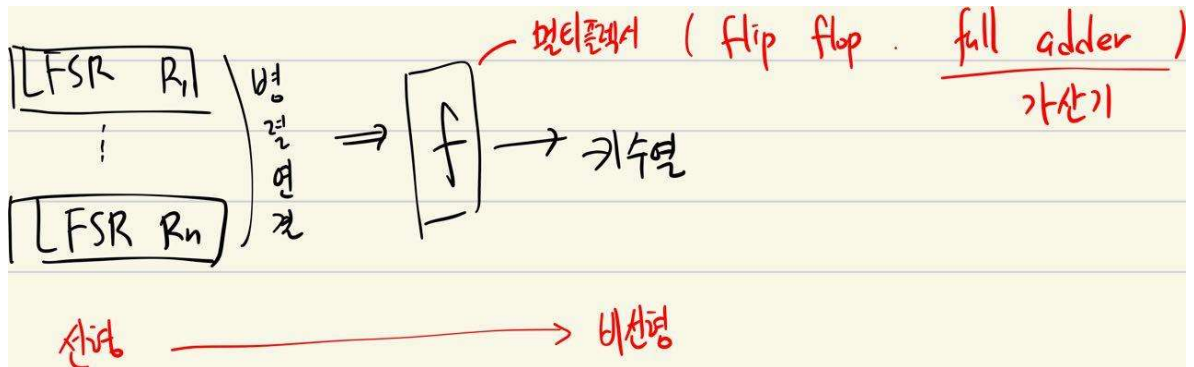 멀티플렉서 ( flip flop . full adder )
가산기
LFSR R₁
⋮
LFSR Rn
병렬연결
⇒ f → 키수열
선형 → 비선형